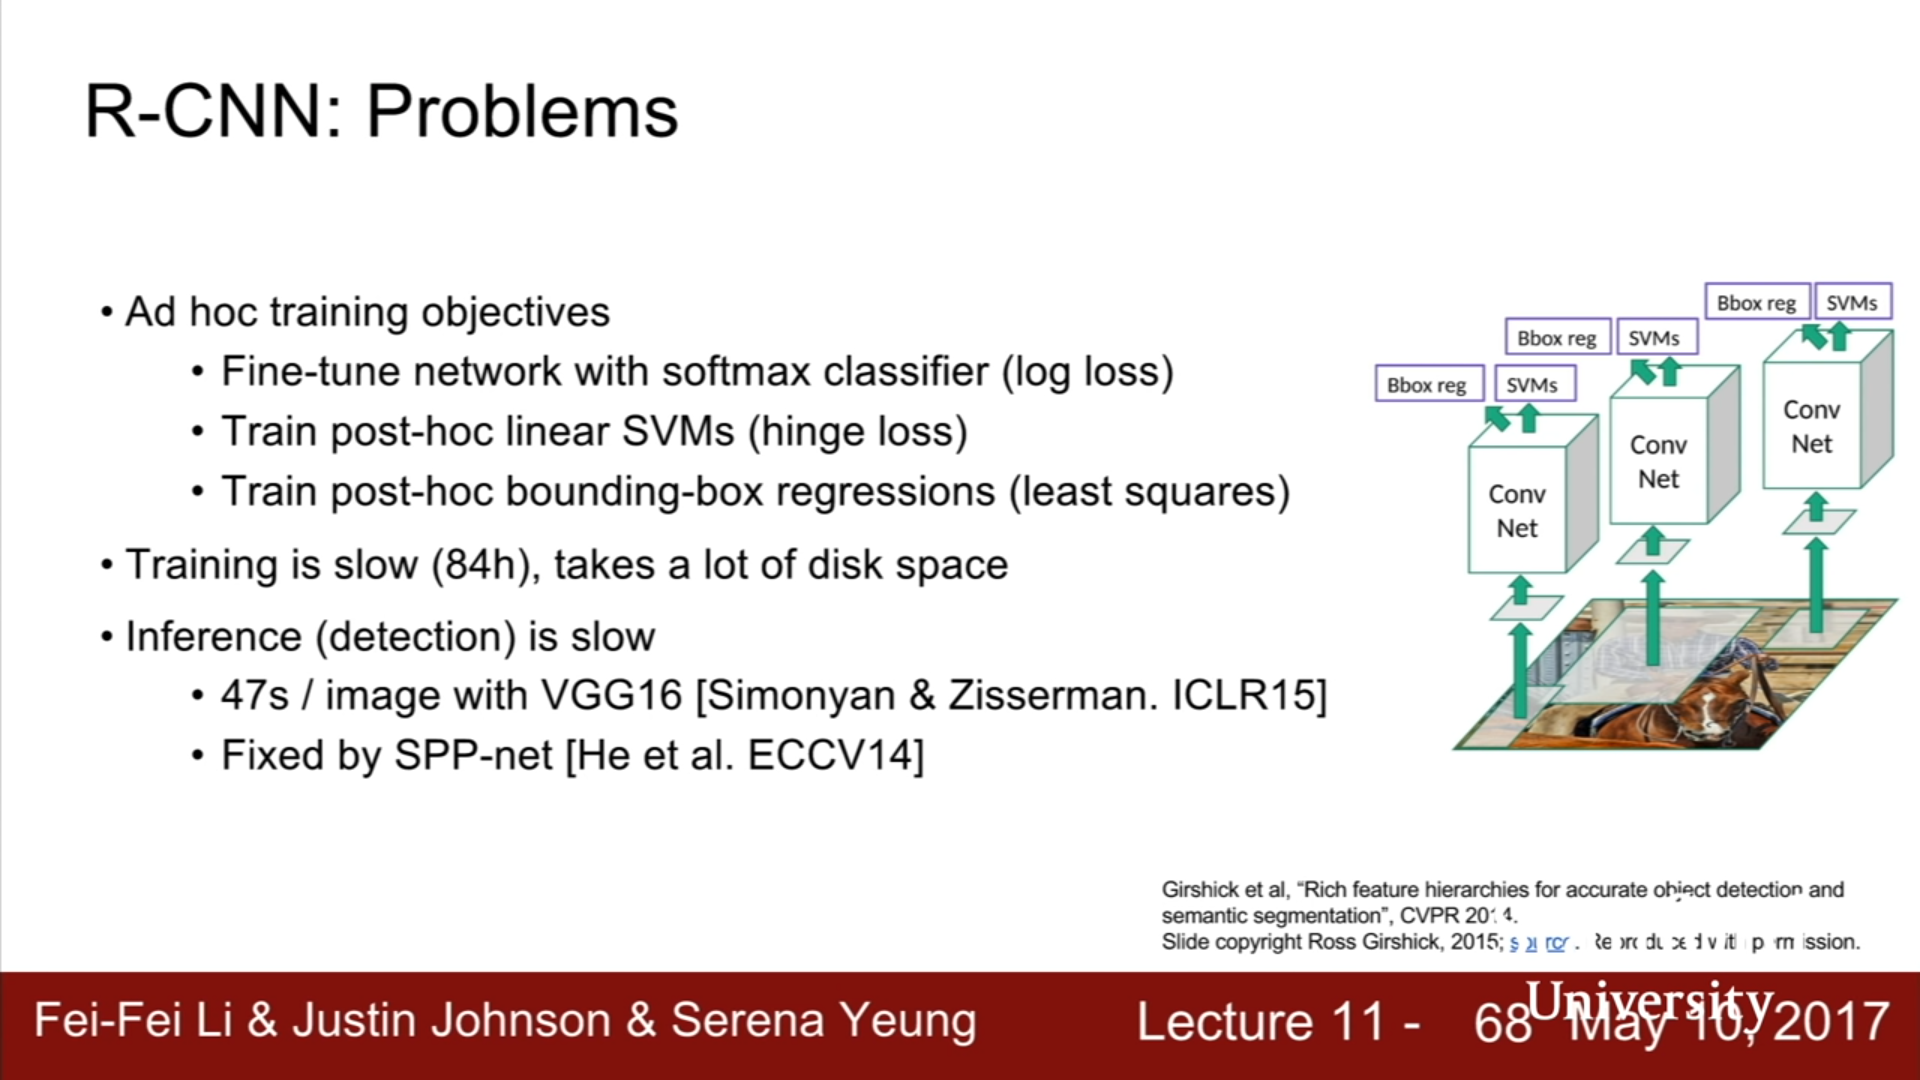 R-CNN: Problems
• Ad hoc training objectives
• Fine-tune network with softmax classifier (log loss)
• Train post-hoc linear SVMs (hinge loss)
• Train post-hoc bounding-box regressions (least squares)
• Training is slow (84h), takes a lot of disk space
• Inference (detection) is slow
• 47s / image with VGG16 [Simonyan & Zisserman. ICLR15]
• Fixed by SPP-net [He et al. ECCV14]
Bbox reg SVMs
Bbox reg SVMs
Bbox reg SVMs
Conv
Net
Conv
Net
Conv
Net
Girshick et al, “Rich feature hierarchies for accurate object detection and
semantic segmentation”, CVPR 2014.
Slide copyright Ross Girshick, 2015; source. Reproduced with permission.
Fei-Fei Li & Justin Johnson & Serena Yeung
Lecture 11 - 68
University
May 10, 2017